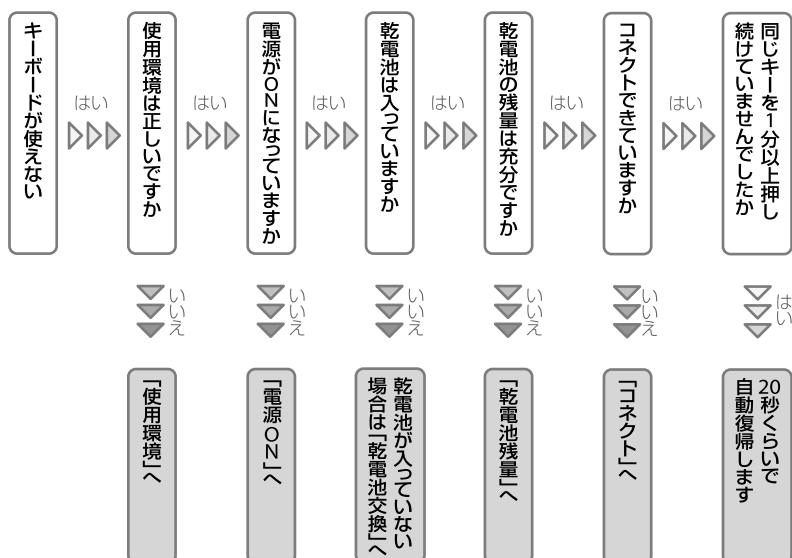 キーボードが使えない
はい
使用環境は正しいですか
はい
電源がONになっていますか
はい
乾電池は入っていますか
はい
乾電池の残量は充分ですか
はい
コネクトできていますか
はい
同じキーを1分以上押し
続けていませんでしたか
いいえ
いいえ
いいえ
いいえ
いいえ
はい
「使用環境」へ
「電源ON」へ
乾電池が入っていない
場合は「乾電池交換」へ
「乾電池残量」へ
「コネクト」へ
20秒くらいで
自動復帰します